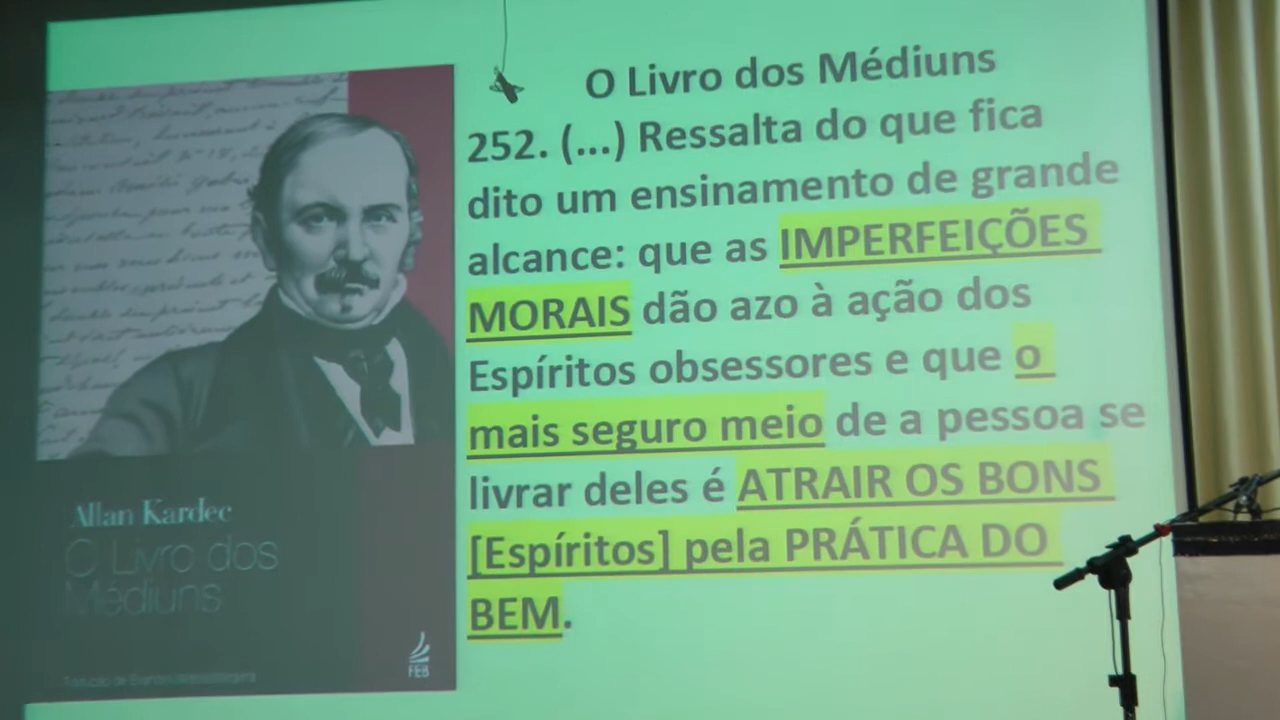 O Livro dos Médiuns
252. (...) Ressalta do que fica
dito um ensinamento de grande
alcance: que as IMPERFEIÇÕES
MORAIS dão azo à ação dos
Espíritos obsessores e que o
mais seguro meio de a pessoa se
livrar deles é ATRAIR OS BONS
[Espíritos] pela PRÁTICA DO
BEM.
Allan Kardec
O Livro dos
Médiuns
FEB